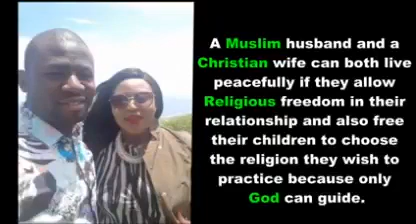 A Muslim husband and a
Christian wife can both live
peacefully if they allow
Religious freedom in their
relationship and also free
their children to choose
the religion they wish to
practice because only
God can guide.